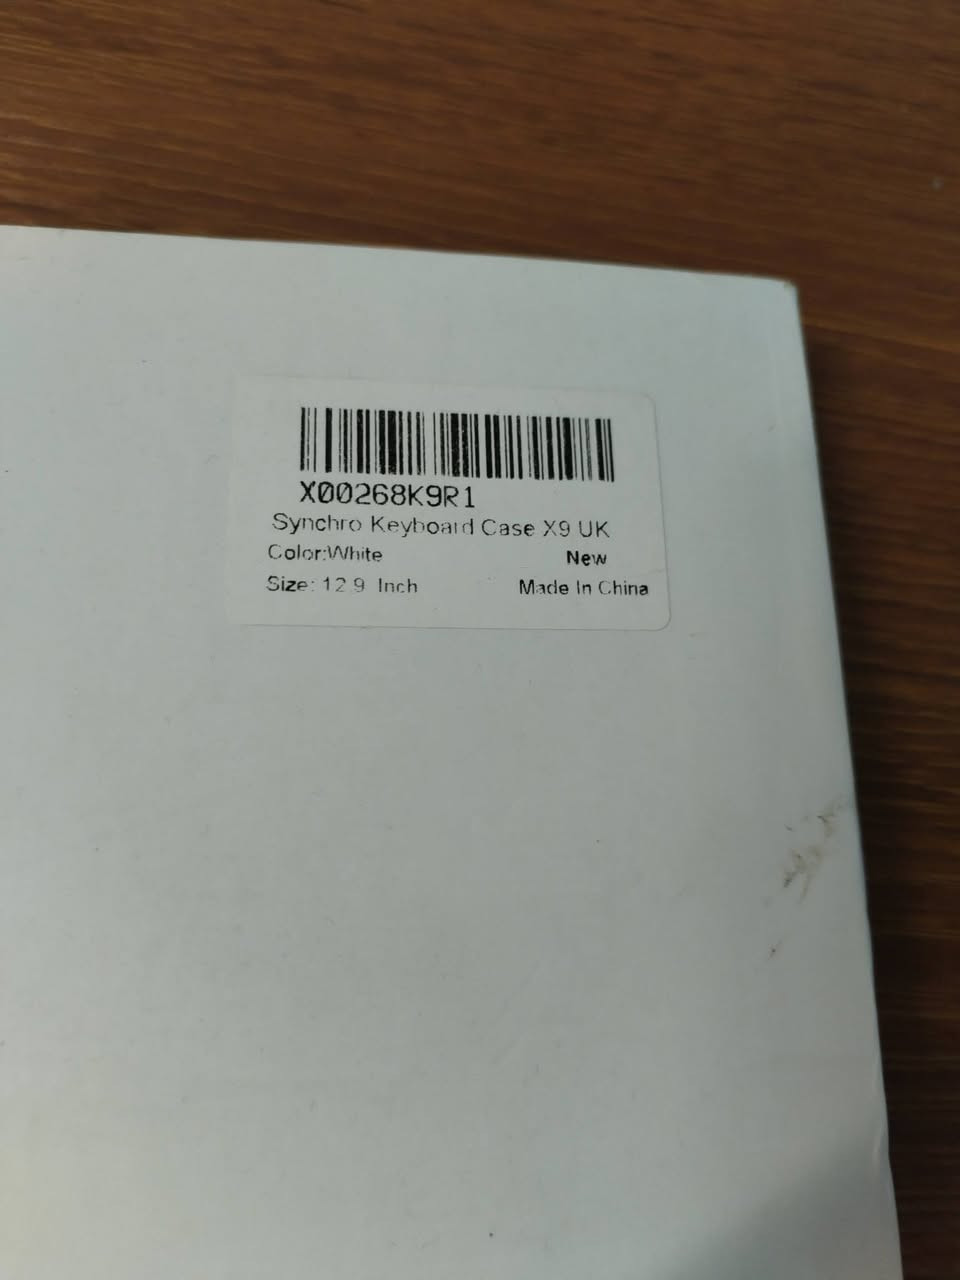 X00268K9R1
Synchro Keyboard Case X9 UK
Color:White New
Size: 12.9 Inch Made In China